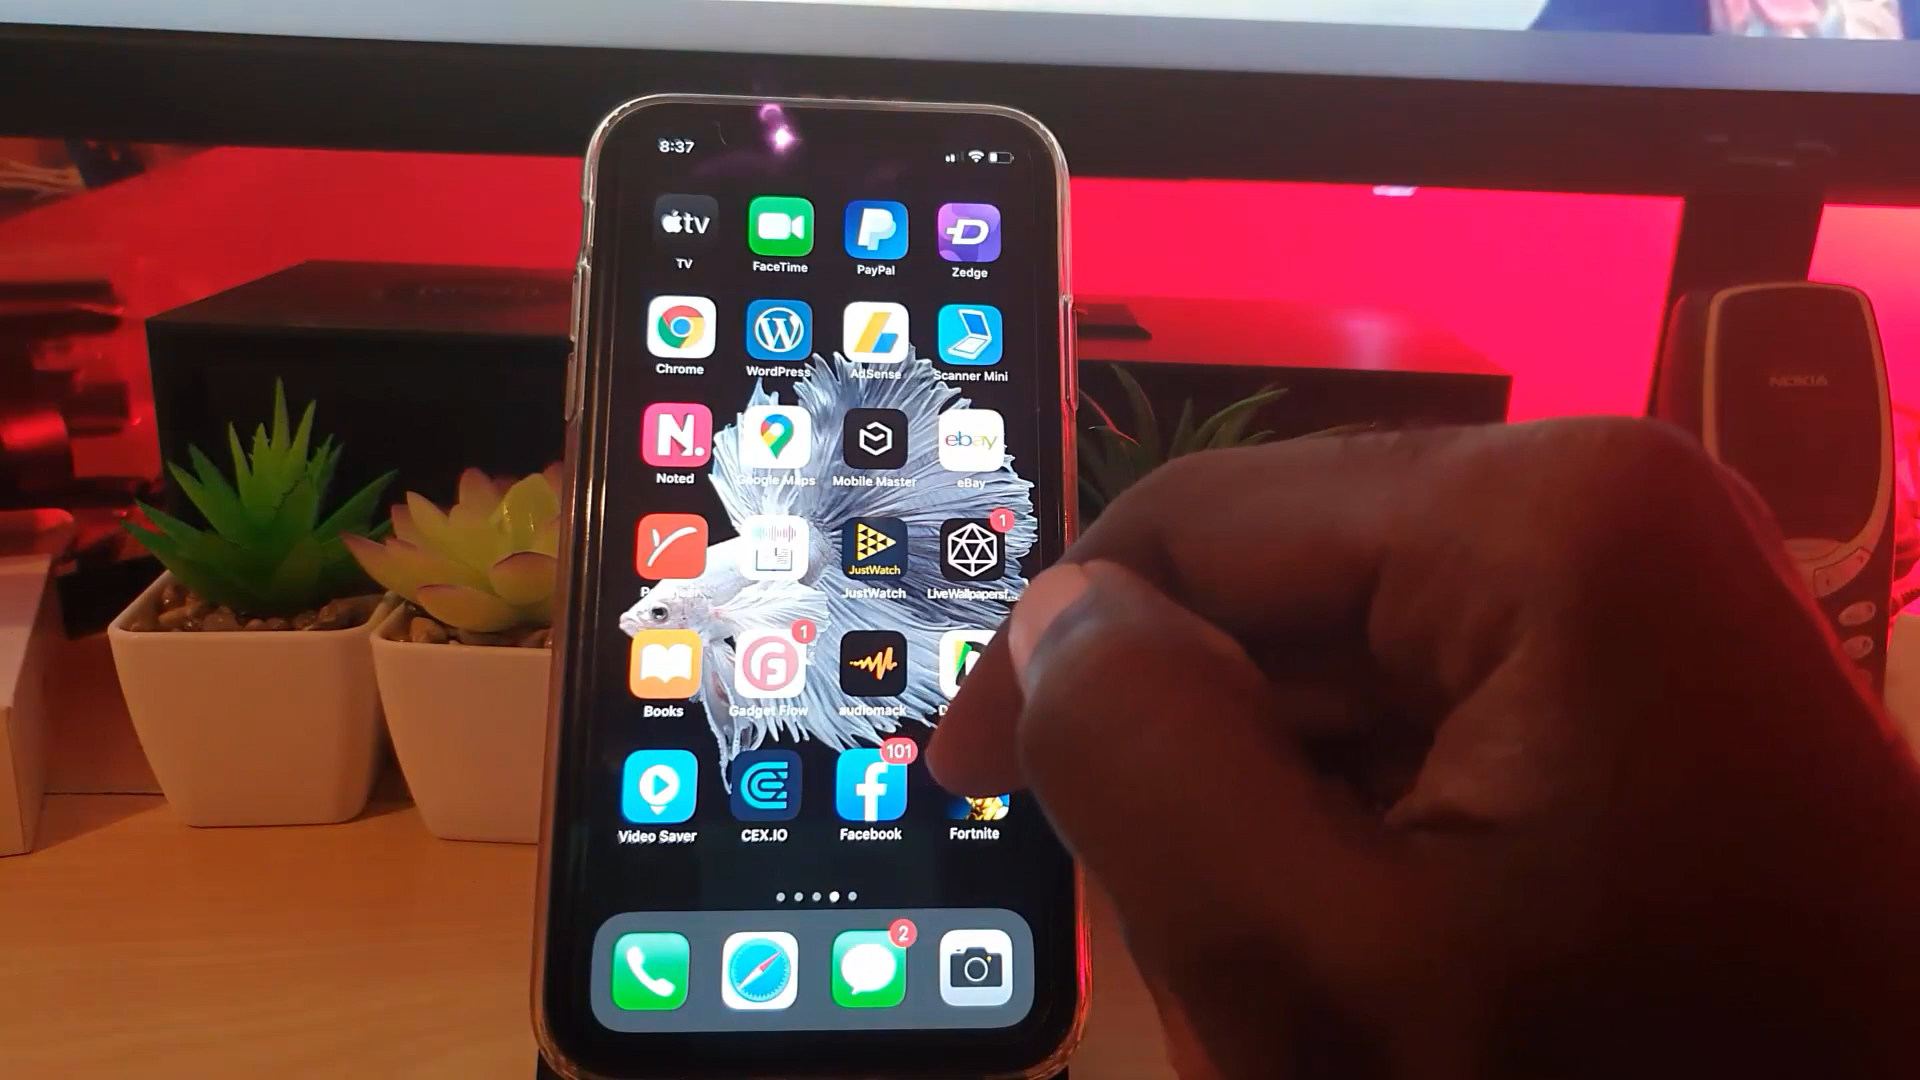 8:37
tv
TV
FaceTime
PayPal
Zedge
Chrome
WordPress
AdSense
Scanner Mini
N.
ebay
Noted
Google Maps
Mobile Master
eBay
1
JustWatch
JustWatch
LiveWallpapersf...
1
Books
Gadget Flow
audiomack
101
Video Saver
CEX.IO
Facebook
Fortnite
2
NOKIA